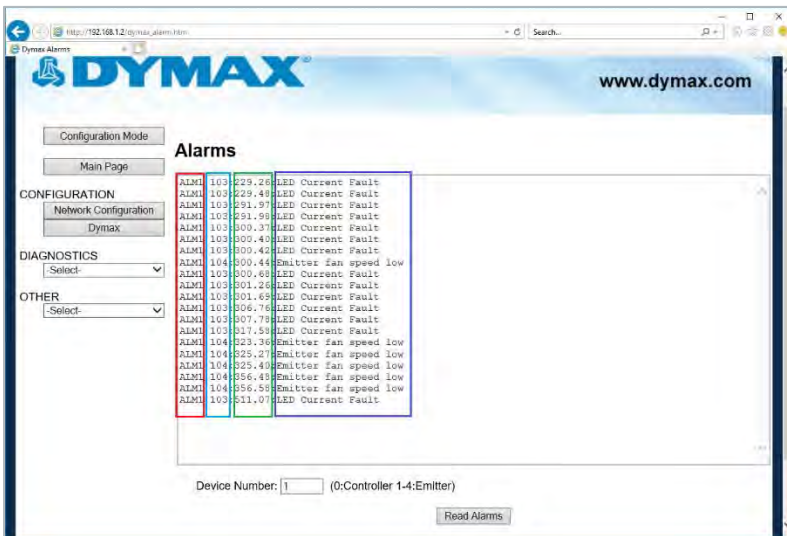 http://192.168.1.2/dymax_alarm.htm
Search...
Dymax Alarms
DYMAX
www.dymax.com
Configuration Mode
Main Page
CONFIGURATION
Network Configuration
Dymax
DIAGNOSTICS
-Select-
OTHER
-Select-
Alarms
ALM1 103:229.26:LED Current Fault
ALM1 103:229.48:LED Current Fault
ALM1 103:291.97:LED Current Fault
ALM1 103:291.98:LED Current Fault
ALM1 103:300.37:LED Current Fault
ALM1 103:300.40:LED Current Fault
ALM1 103:300.42:LED Current Fault
ALM1 104:300.44:Emitter fan speed low
ALM1 103:300.68:LED Current Fault
ALM1 103:301.26:LED Current Fault
ALM1 103:301.69:LED Current Fault
ALM1 103:306.76:LED Current Fault
ALM1 103:307.78:LED Current Fault
ALM1 103:317.58:LED Current Fault
ALM1 104:323.36:Emitter fan speed low
ALM1 104:325.27:Emitter fan speed low
ALM1 104:325.40:Emitter fan speed low
ALM1 104:356.48:Emitter fan speed low
ALM1 104:356.58:Emitter fan speed low
ALM1 103:511.07:LED Current Fault
Device Number: 1 (0:Controller 1-4:Emitter)
Read Alarms